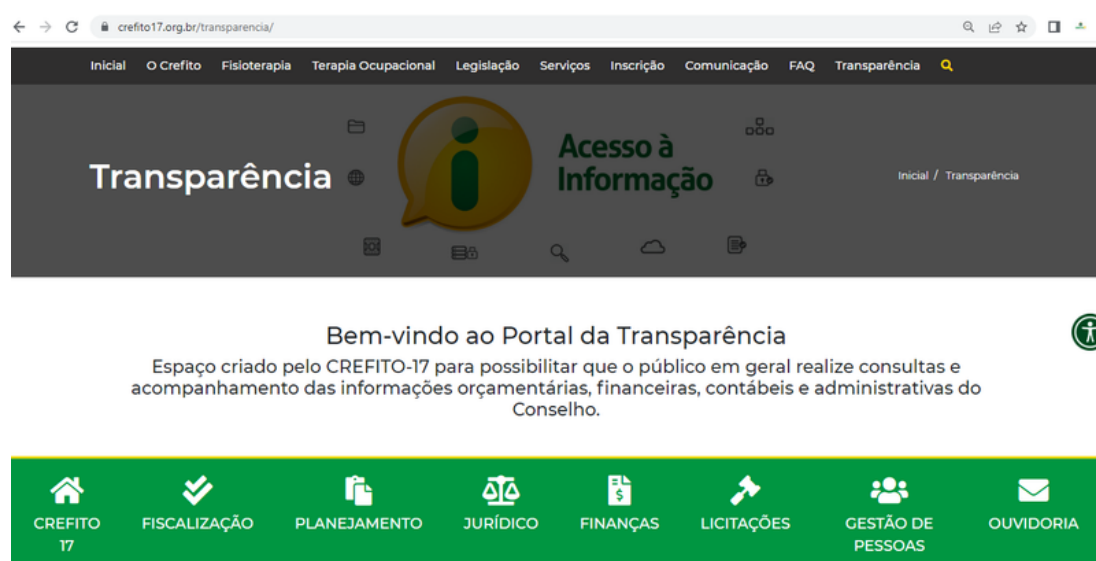 crefito17.org.br/transparencia/
Inicial O Crefito Fisioterapia Terapia Ocupacional Legislação Serviços Inscrição Comunicação FAQ Transparência
Transparência
i
Acesso à
Informação
Inicial / Transparência
Bem-vindo ao Portal da Transparência
Espaço criado pelo CREFITO-17 para possibilitar que o público em geral realize consultas e
acompanhamento das informações orçamentárias, financeiras, contábeis e administrativas do
Conselho.
CREFITO 17
FISCALIZAÇÃO
PLANEJAMENTO
JURÍDICO
FINANÇAS
LICITAÇÕES
GESTÃO DE
PESSOAS
OUVIDORIA